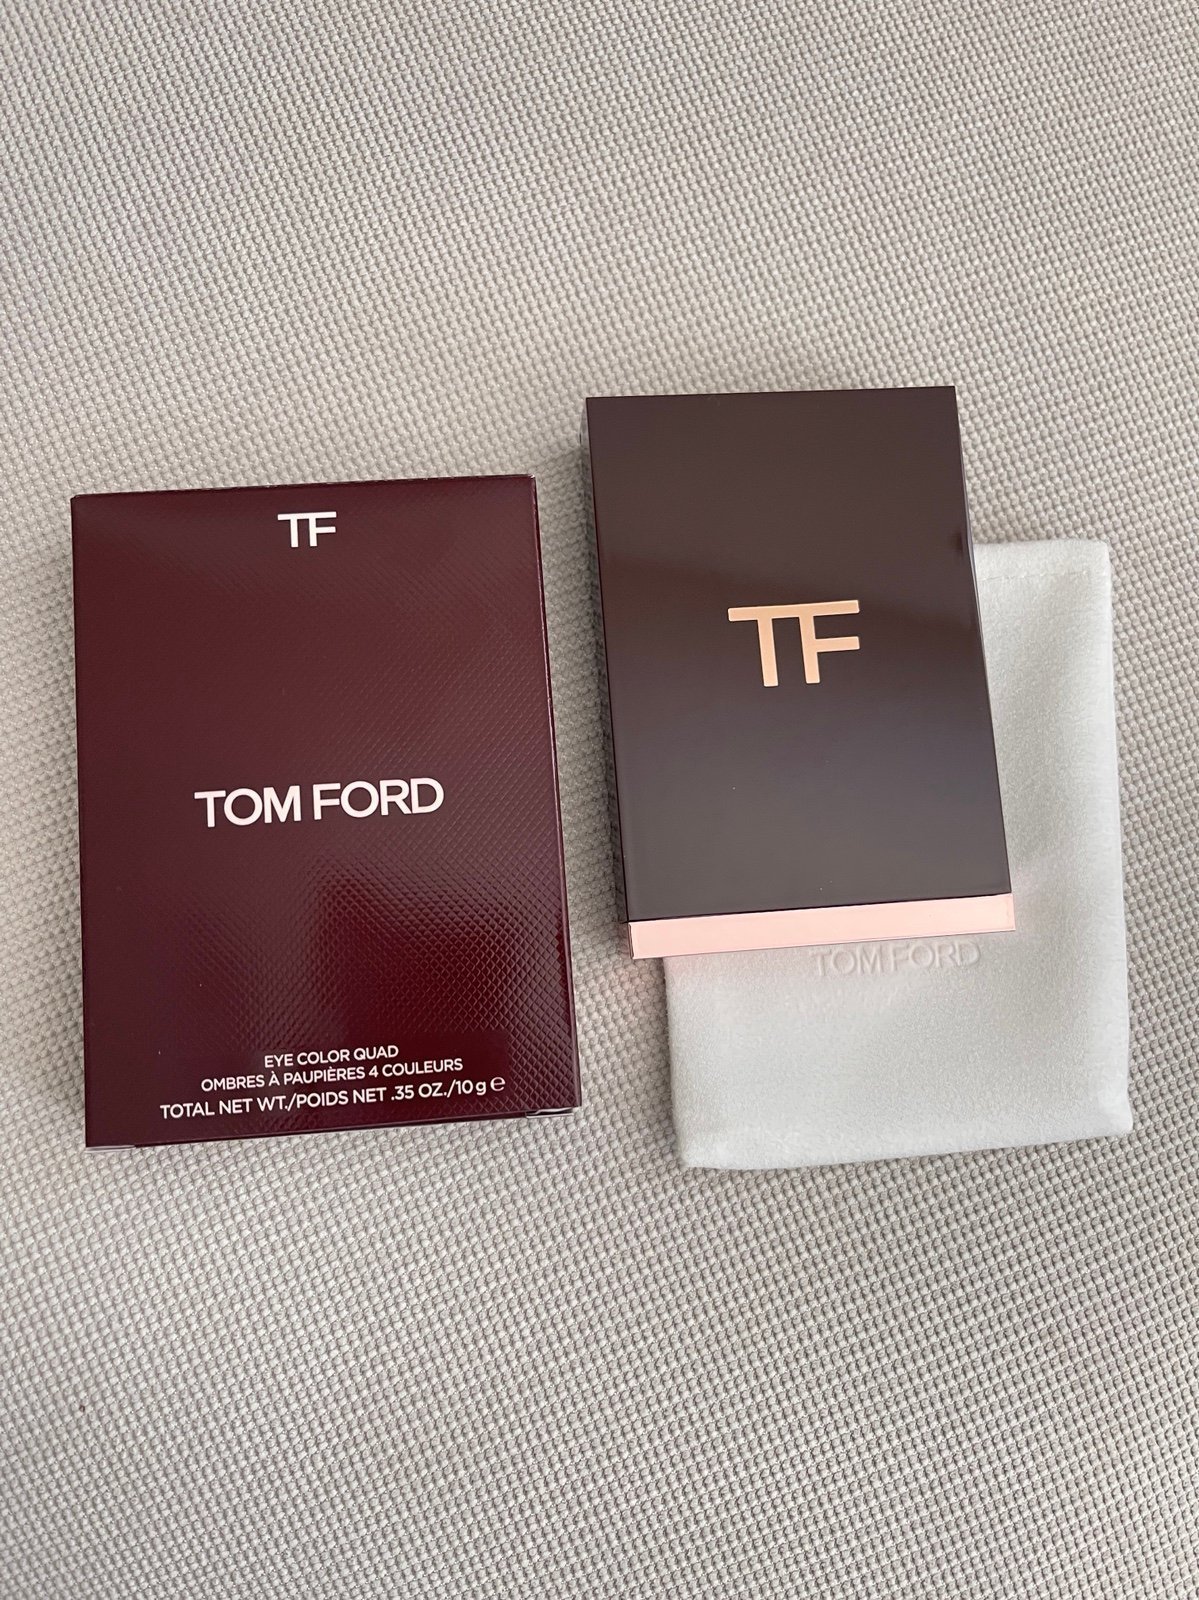 TF
TOM FORD
EYE COLOR QUAD
OMBRES À PAUPIÈRES 4 COULEURS
TOTAL NET WT./POIDS NET .35 OZ./10 g ℮
TF
TOM FORD